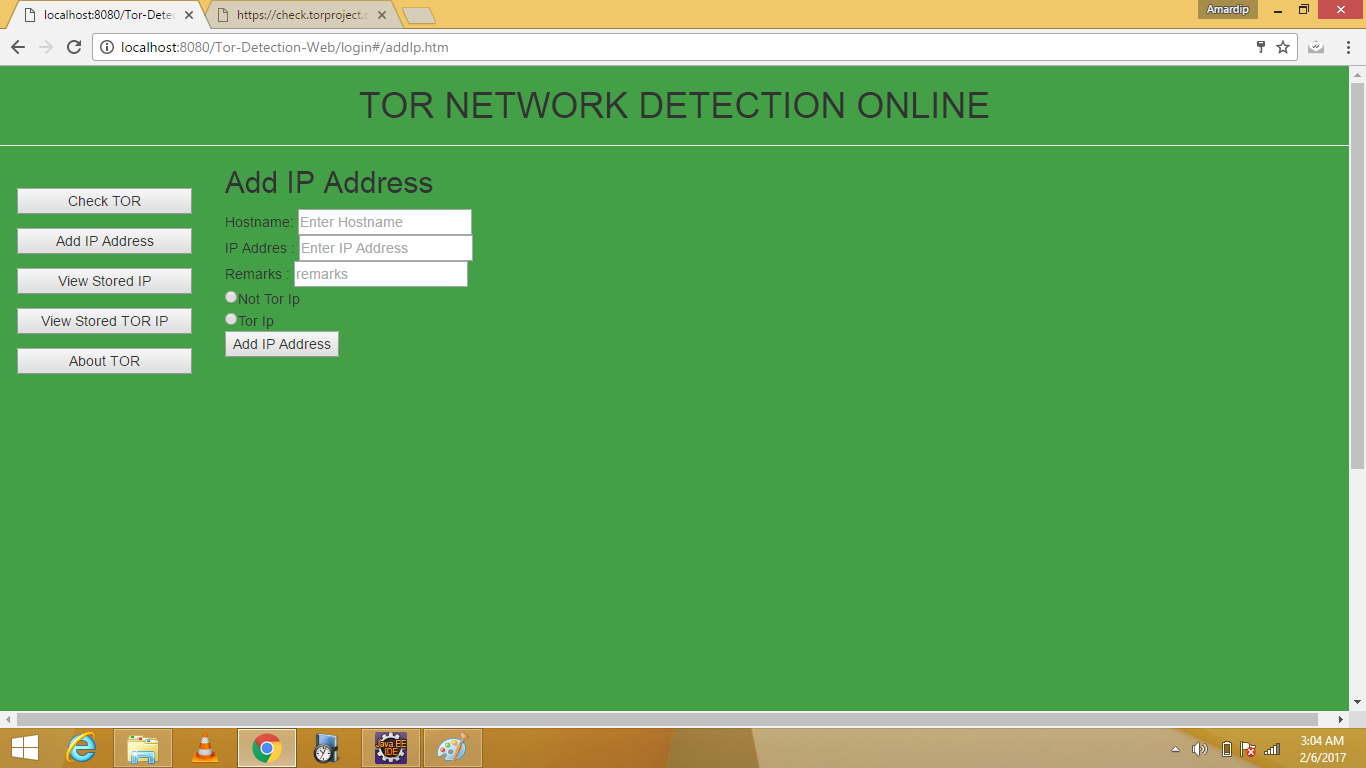 localhost:8080/Tor-Detec
https://check.torproject.o
Amardip
localhost:8080/Tor-Detection-Web/login#/addIp.htm
TOR NETWORK DETECTION ONLINE
Check TOR
Add IP Address
View Stored IP
View Stored TOR IP
About TOR
Add IP Address
Hostname: Enter Hostname
IP Addres : Enter IP Address
Remarks : remarks
Not Tor Ip
Tor Ip
Add IP Address
Java EE
IDE
3:04 AM
2/6/2017